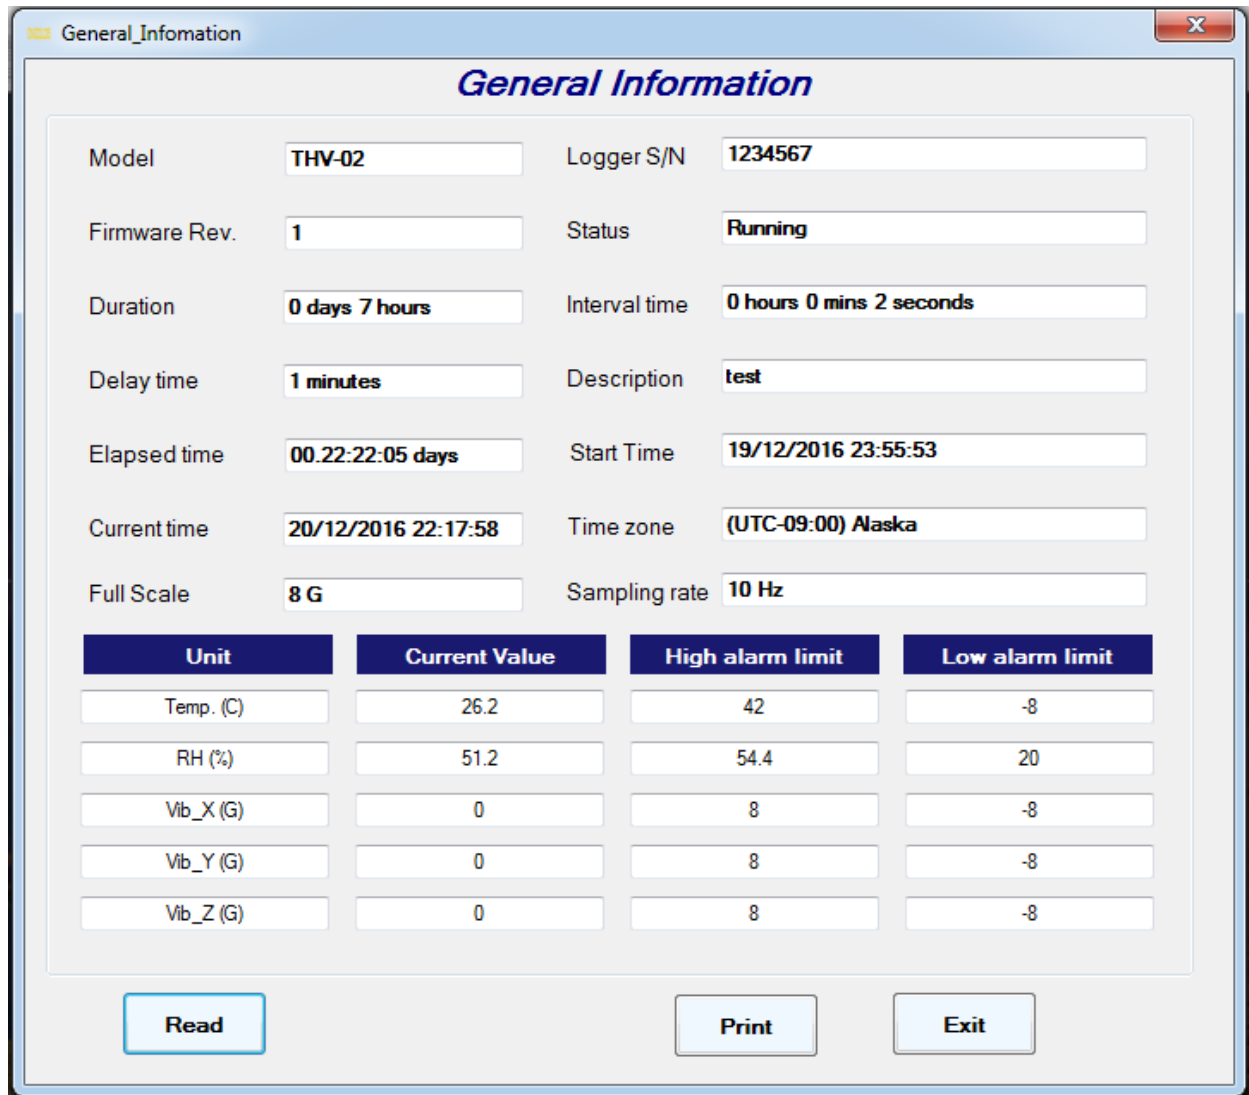 General_Infomation
General Information
Model THV-02 Logger S/N 1234567
Firmware Rev. 1 Status Running
Duration 0 days 7 hours Interval time 0 hours 0 mins 2 seconds
Delay time 1 minutes Description test
Elapsed time 00.22:22:05 days Start Time 19/12/2016 23:55:53
Current time 20/12/2016 22:17:58 Time zone (UTC-09:00) Alaska
Full Scale 8 G Sampling rate 10 Hz
Unit Current Value High alarm limit Low alarm limit
Temp. (C) 26.2 42 -8
RH (%) 51.2 54.4 20
Vib_X (G) 0 8 -8
Vib_Y (G) 0 8 -8
Vib_Z (G) 0 8 -8
Read Print Exit